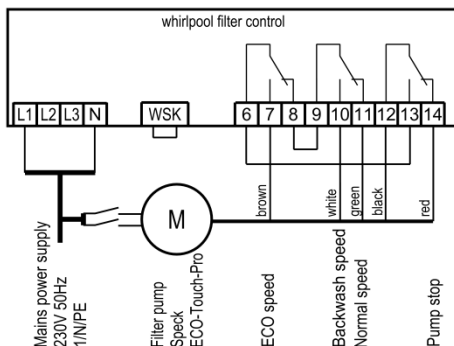 whirlpool filter control
L1 L2 L3 N WSK 6 7 8 9 10 11 12 13 14
brown
white
green
black
red
M
Mains power supply
230V 50Hz
1/N/PE
Filter pump
Speck
ECO-Touch-Pro
ECO speed
Backwash speed
Normal speed
Pump stop